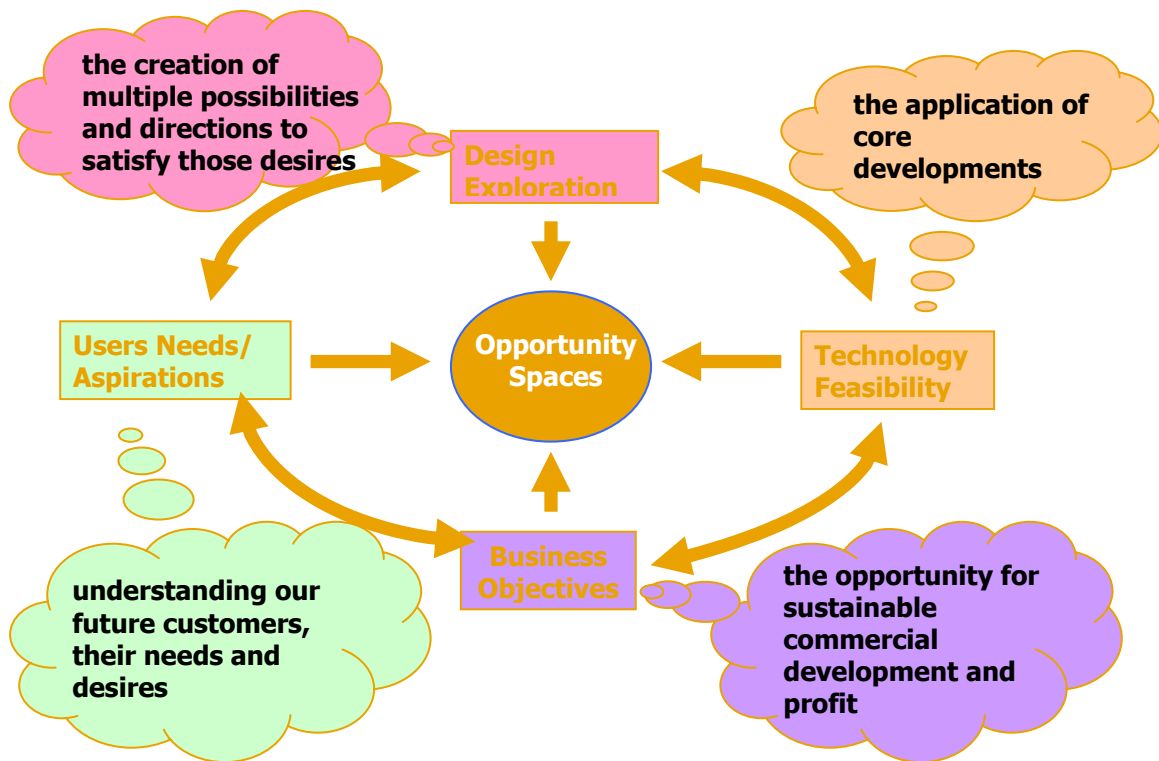 the creation of
multiple possibilities
and directions to
satisfy those desires
the application of
core
developments
Design
Exploration
Users Needs/
Aspirations
Opportunity
Spaces
Technology
Feasibility
Business
Objectives
understanding our
future customers,
their needs and
desires
the opportunity for
sustainable
commercial
development and
profit